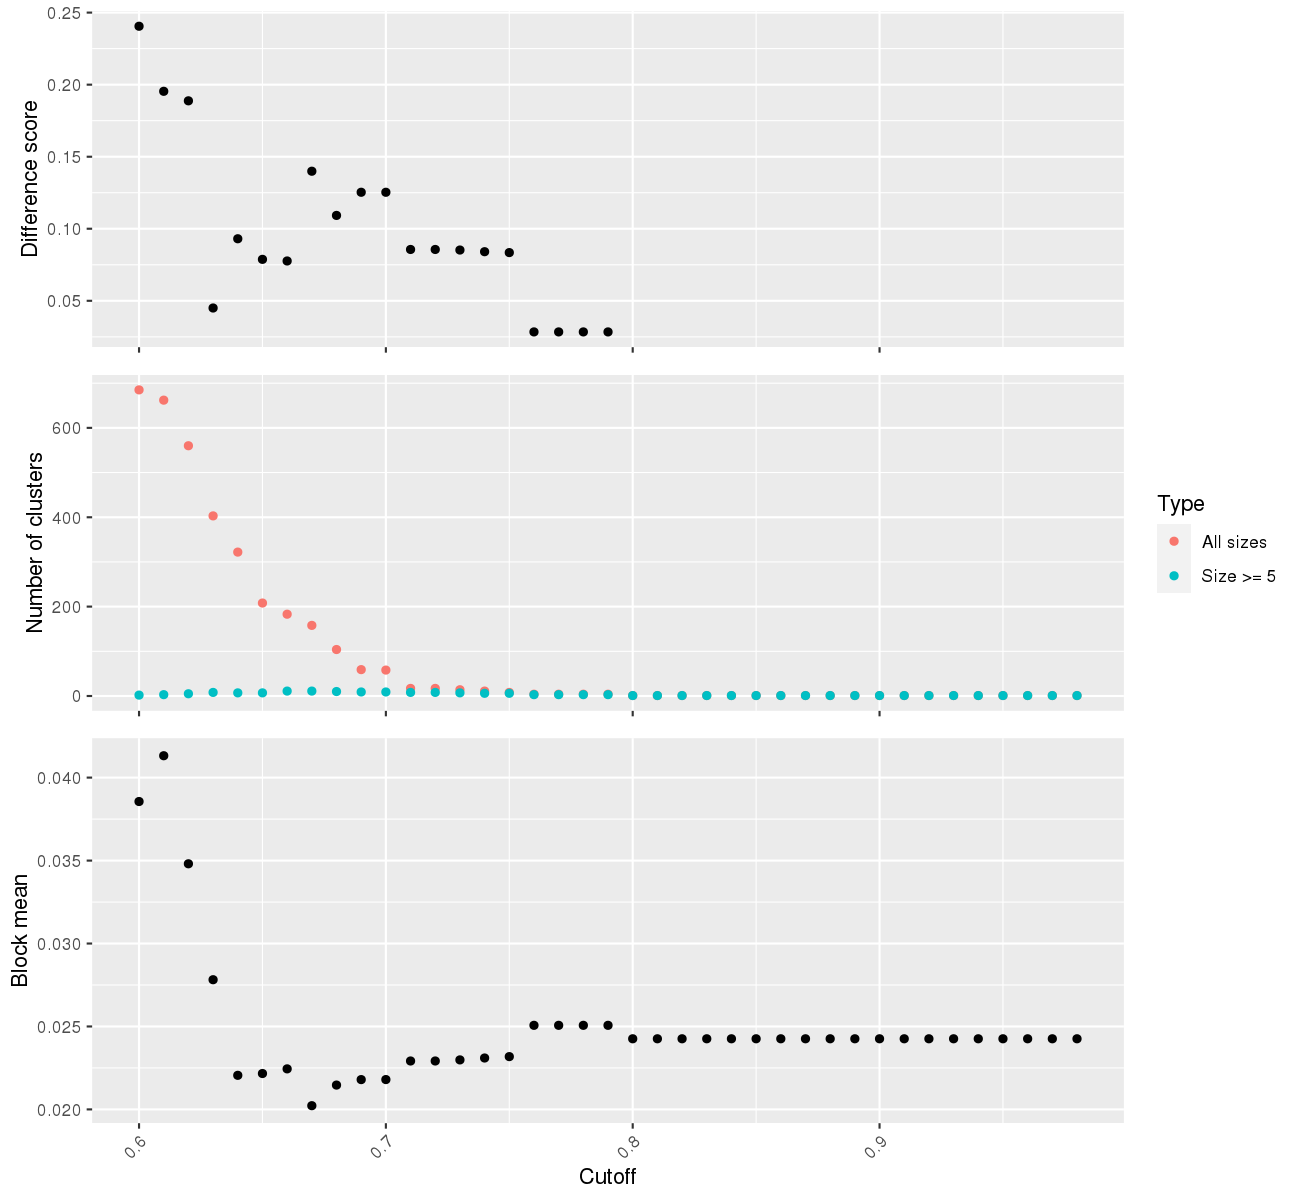 0.25
0.20
0.15
0.10
0.05
Difference score
600
400
200
0
Number of clusters
Type
All sizes
Size >= 5
0.040
0.035
0.030
0.025
0.020
Block mean
0.6 0.7 0.8 0.9
Cutoff